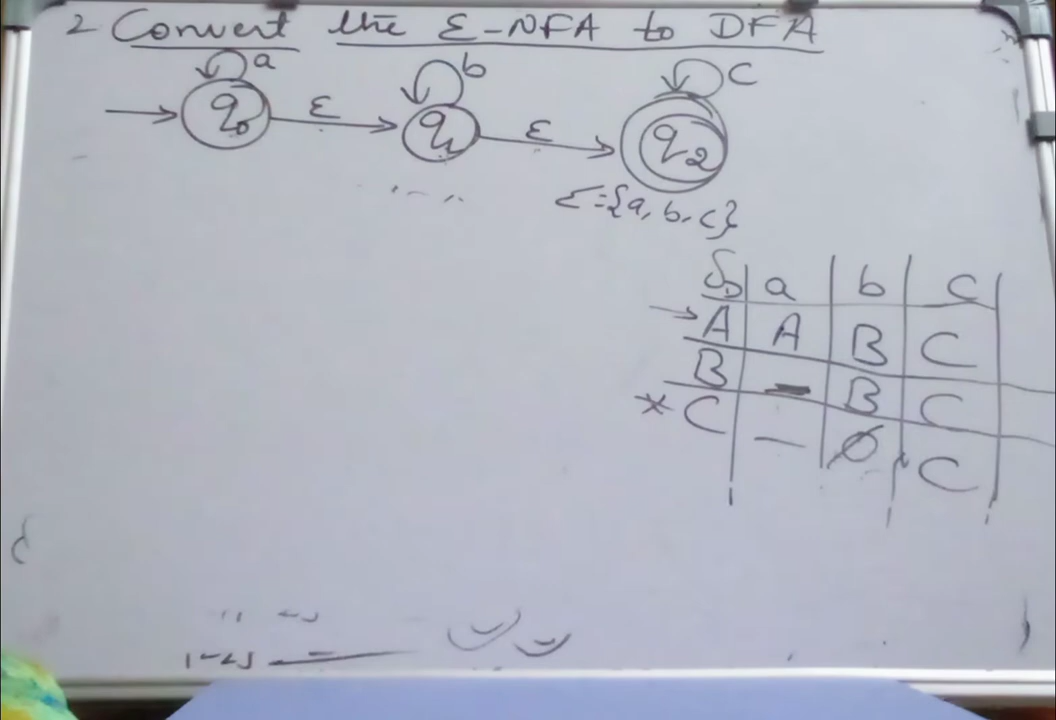 2 Convert the ε-NFA to DFA
a b c
q0 ε q1 ε q2
Σ={a, b, c}
δD a b c
→A A B C
B — B C
* C — ∅ C